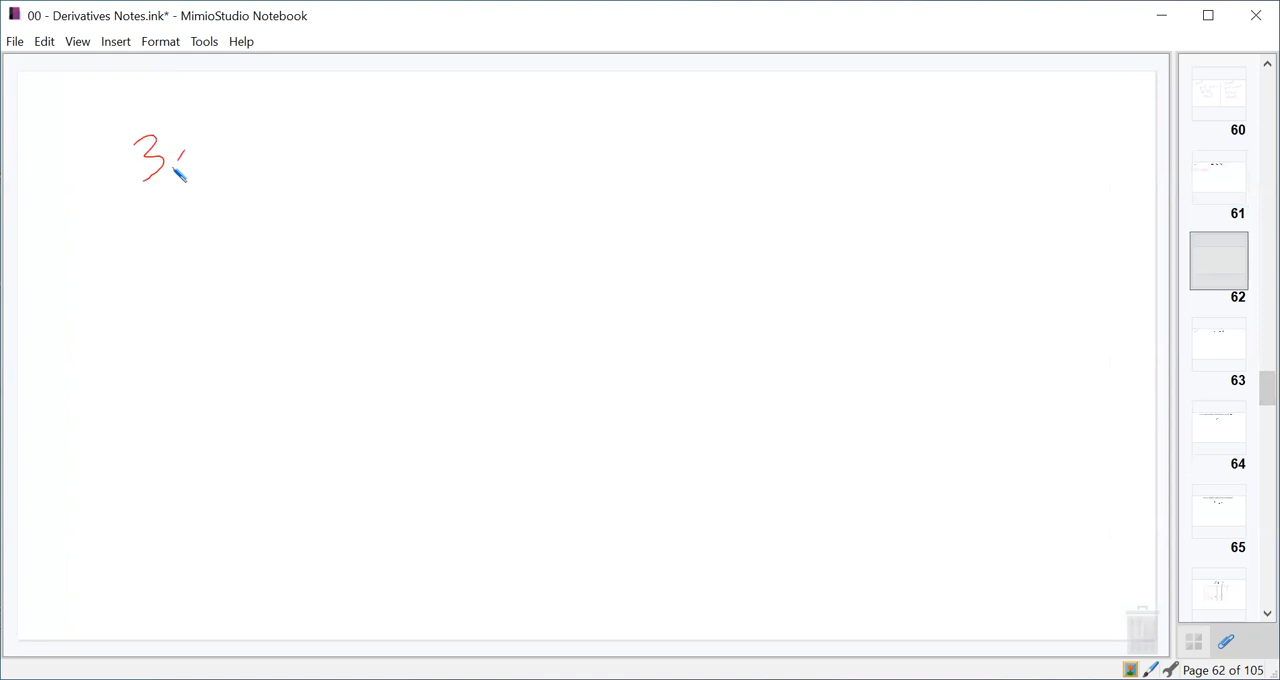 00 - Derivatives Notes.ink* - MimioStudio Notebook
File Edit View Insert Format Tools Help
3
60
61
62
63
64
65
Page 62 of 105